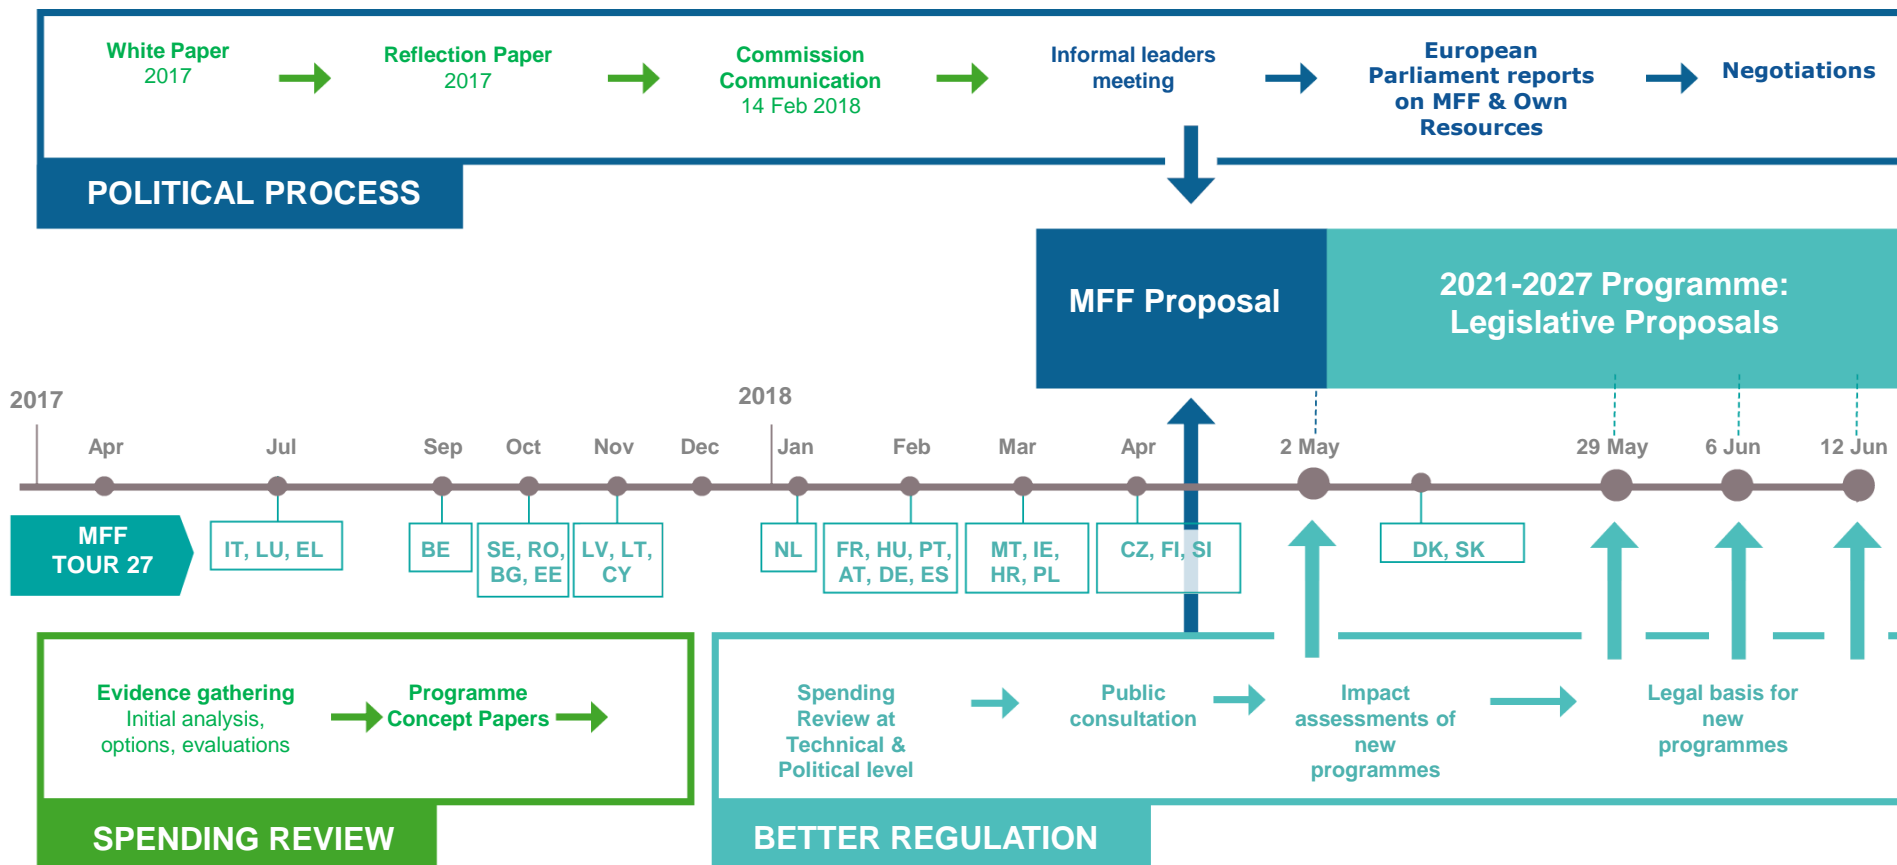 White Paper
2017
Reflection Paper
2017
Commission
Communication
14 Feb 2018
Informal leaders
meeting
European
Parliament reports
on MFF & Own
Resources
Negotiations
POLITICAL PROCESS
MFF Proposal
2021-2027 Programme:
Legislative Proposals
2017
2018
Apr
Jul
Sep
Oct
Nov
Dec
Jan
Feb
Mar
Apr
2 May
29 May
6 Jun
12 Jun
MFF
TOUR 27
IT, LU, EL
BE
SE, RO,
BG, EE
LV, LT,
CY
NL
FR, HU, PT,
AT, DE, ES
MT, IE,
HR, PL
CZ, FI, SI
DK, SK
Evidence gathering
Initial analysis,
options, evaluations
Programme
Concept Papers
SPENDING REVIEW
Spending
Review at
Technical &
Political level
Public
consultation
Impact
assessments of
new
programmes
Legal basis for
new
programmes
BETTER REGULATION